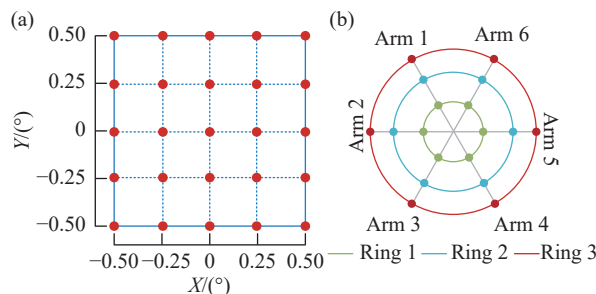 (a)
0.50
0.25
0
−0.25
−0.50
Y/(°)
−0.50 −0.25 0 0.25 0.50
X/(°)
(b)
Arm 1
Arm 6
Arm 2
Arm 5
Arm 3
Arm 4
Ring 1 Ring 2 Ring 3